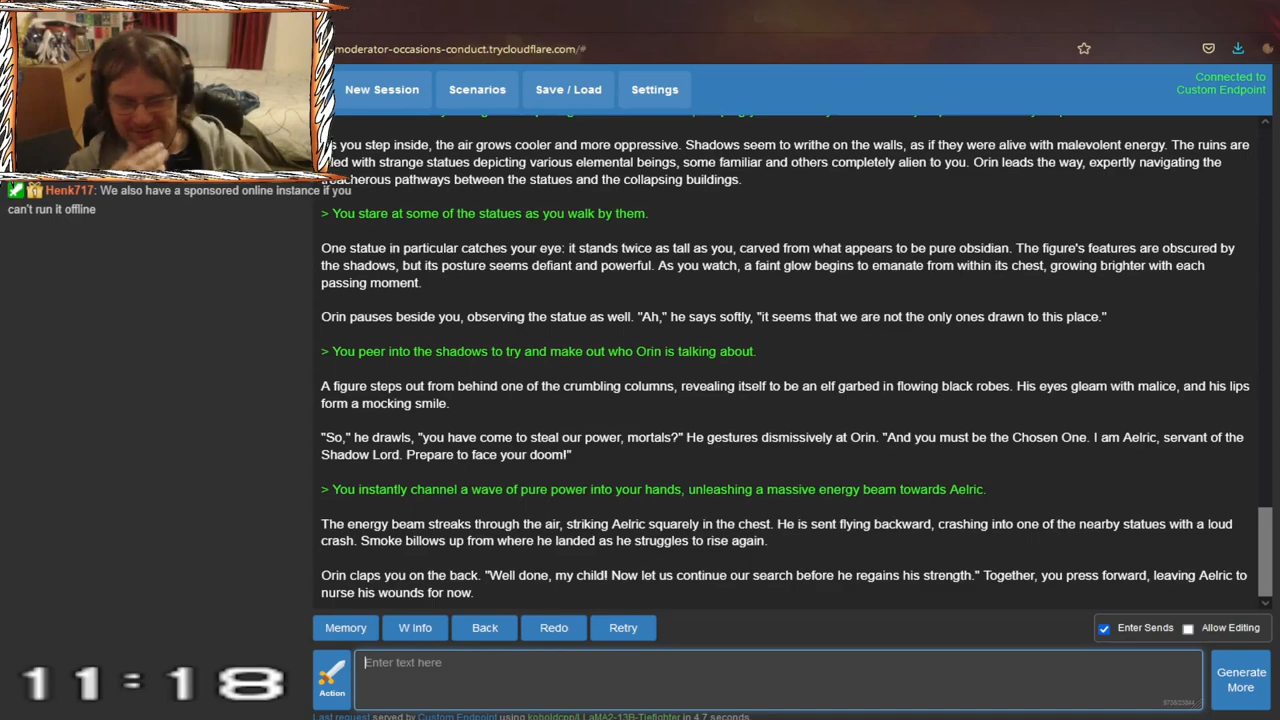 moderator-occasions-conduct.trycloudflare.com/#
New Session
Scenarios
Save / Load
Settings
Connected to
Custom Endpoint
you step inside, the air grows cooler and more oppressive. Shadows seem to writhe on the walls, as if they were alive with malevolent energy. The ruins are
with strange statues depicting various elemental beings, some familiar and others completely alien to you. Orin leads the way, expertly navigating the
pathways between the statues and the collapsing buildings.
Henk717: We also have a sponsored online instance if you
can't run it offline
> You stare at some of the statues as you walk by them.
One statue in particular catches your eye: it stands twice as tall as you, carved from what appears to be pure obsidian. The figure's features are obscured by
the shadows, but its posture seems defiant and powerful. As you watch, a faint glow begins to emanate from within its chest, growing brighter with each
passing moment.
Orin pauses beside you, observing the statue as well. "Ah," he says softly, "it seems that we are not the only ones drawn to this place."
> You peer into the shadows to try and make out who Orin is talking about.
A figure steps out from behind one of the crumbling columns, revealing itself to be an elf garbed in flowing black robes. His eyes gleam with malice, and his lips
form a mocking smile.
"So," he drawls, "you have come to steal our power, mortals?" He gestures dismissively at Orin. "And you must be the Chosen One. I am Aelric, servant of the
Shadow Lord. Prepare to face your doom!"
> You instantly channel a wave of pure power into your hands, unleashing a massive energy beam towards Aelric.
The energy beam streaks through the air, striking Aelric squarely in the chest. He is sent flying backward, crashing into one of the nearby statues with a loud
crash. Smoke billows up from where he landed as he struggles to rise again.
Orin claps you on the back. "Well done, my child! Now let us continue our search before he regains his strength." Together, you press forward, leaving Aelric to
nurse his wounds for now.
Memory
W Info
Back
Redo
Retry
Enter Sends
Allow Editing
Enter text here
Action
Generate
More
11:18
Last request served by Custom Endpoint using koboldcpp/LLaMA2-13B-Tiefighter in 4.7 seconds